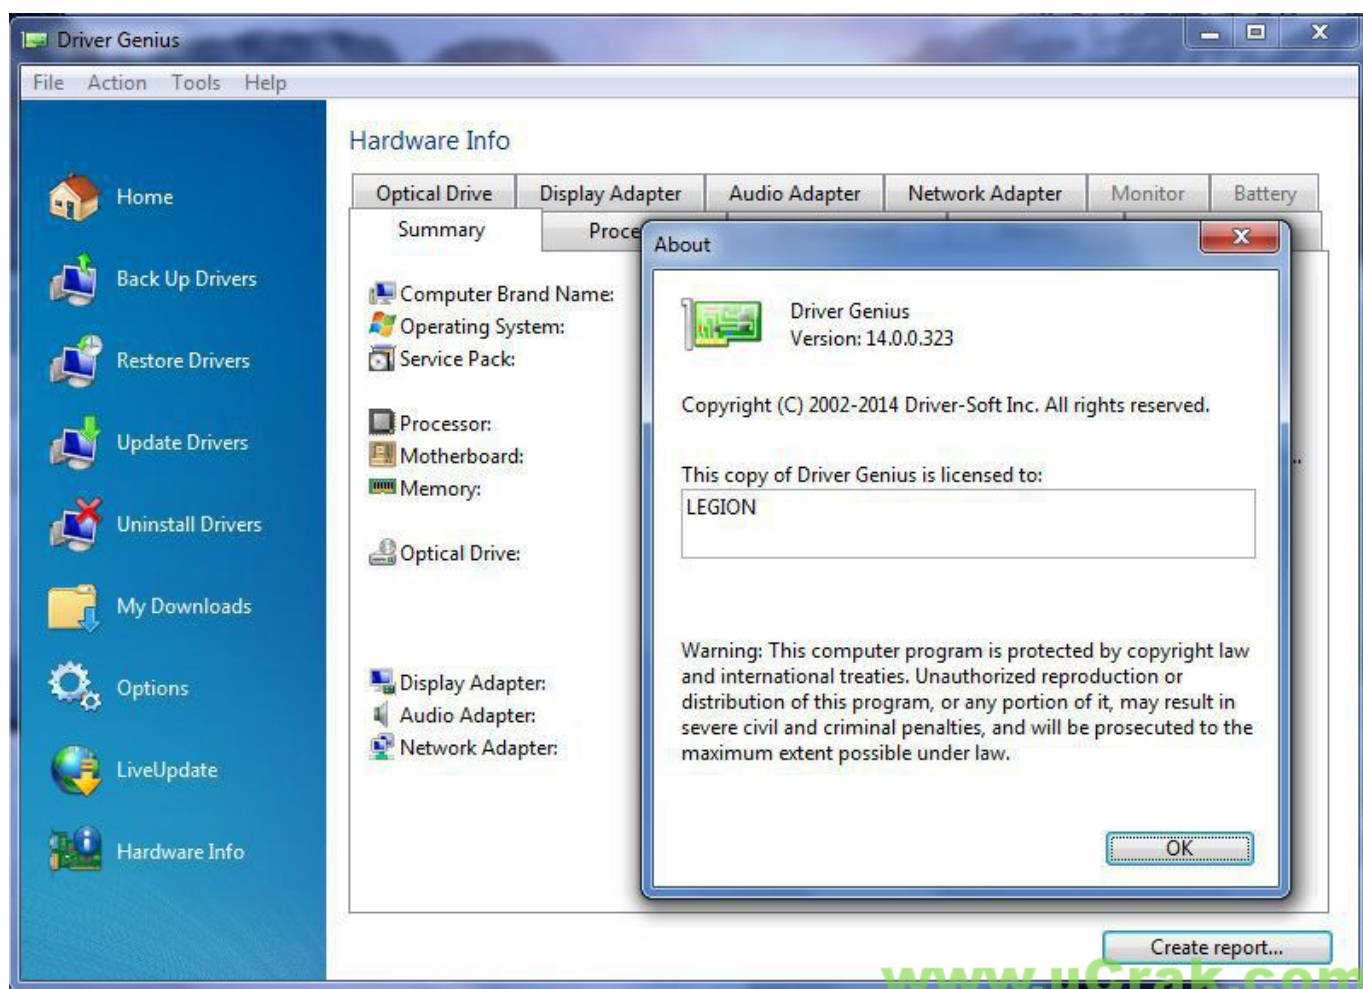 Driver Genius
File Action Tools Help
Hardware Info
Optical Drive Display Adapter Audio Adapter Network Adapter Monitor Battery
Summary
Home
Back Up Drivers
Restore Drivers
Update Drivers
Uninstall Drivers
My Downloads
Options
LiveUpdate
Hardware Info
Computer Brand Name:
Operating System:
Service Pack:
Processor:
Motherboard:
Memory:
Optical Drive:
Display Adapter:
Audio Adapter:
Network Adapter:
About
Driver Genius
Version: 14.0.0.323
Copyright (C) 2002-2014 Driver-Soft Inc. All rights reserved.
This copy of Driver Genius is licensed to:
LEGION
Warning: This computer program is protected by copyright law
and international treaties. Unauthorized reproduction or
distribution of this program, or any portion of it, may result in
severe civil and criminal penalties, and will be prosecuted to the
maximum extent possible under law.
OK
Create report...
www.uCrak.com